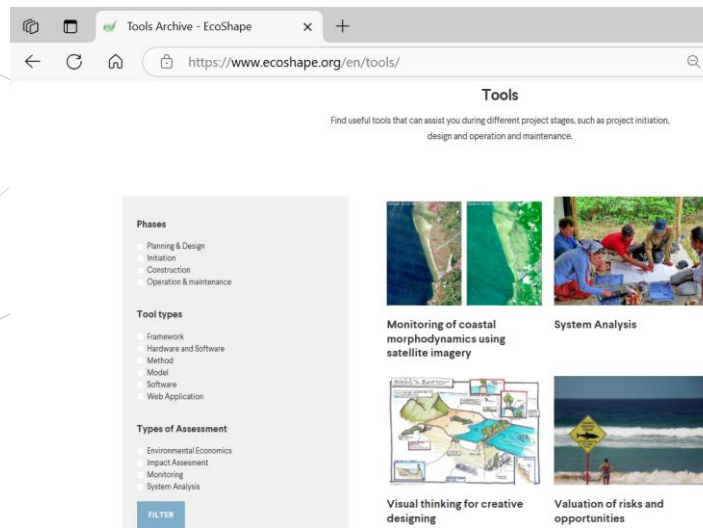 Tools Archive - EcoShape
https://www.ecoshape.org/en/tools/
Tools
Find useful tools that can assist you during different project stages, such as project initiation,
design and operation and maintenance.
Phases
Planning & Design
Initiation
Construction
Operation & maintenance
Tool types
Framework
Hardware and Software
Method
Model
Software
Web Application
Types of Assessment
Environmental Economics
Impact Assesment
Monitoring
System Analysis
FILTER
Monitoring of coastal
morphodynamics using
satellite imagery
System Analysis
Visual thinking for creative
designing
Valuation of risks and
opportunities